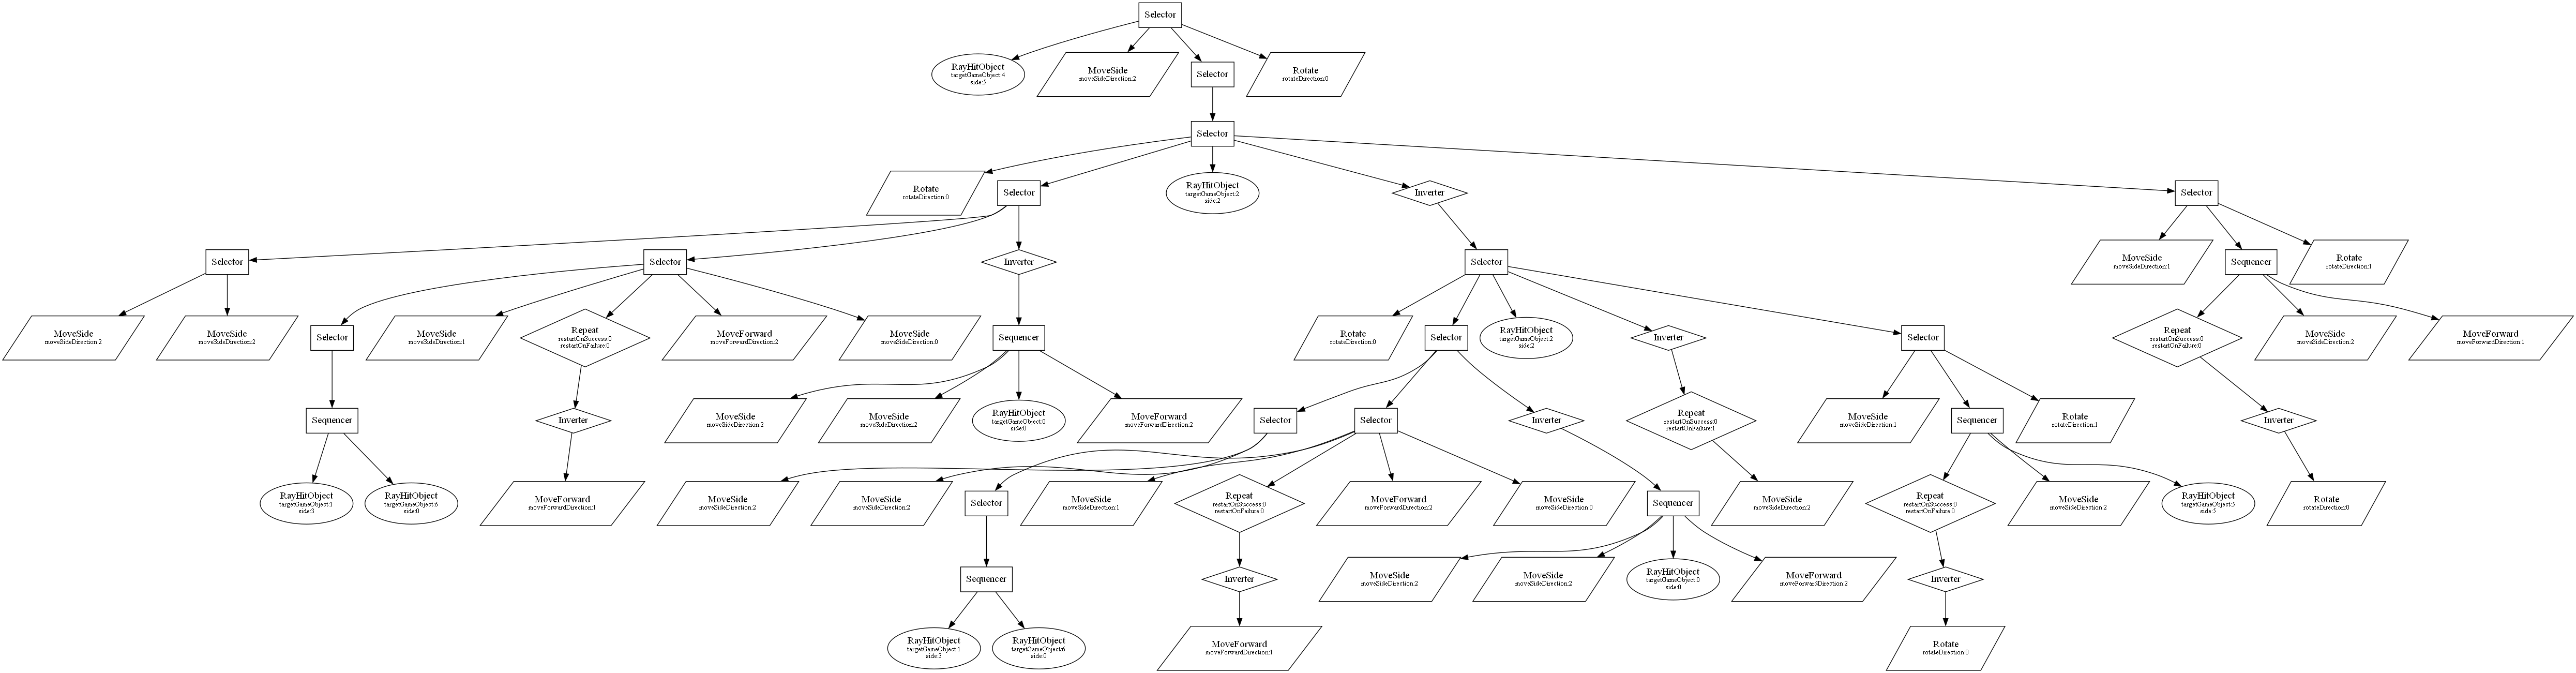 Selector
RayHitObject
targetGameObject:4
side:5
MoveSide
moveSideDirection:2
Selector
Rotate
rotateDirection:0
Selector
Rotate
rotateDirection:0
Selector
RayHitObject
targetGameObject:2
side:2
Inverter
Selector
Selector
Selector
Inverter
Selector
MoveSide
moveSideDirection:1
Sequencer
Rotate
rotateDirection:1
MoveSide
moveSideDirection:2
MoveSide
moveSideDirection:2
Selector
MoveSide
moveSideDirection:1
Repeat
restartOnSuccess:0
restartOnFailure:0
MoveForward
moveForwardDirection:2
MoveSide
moveSideDirection:0
Sequencer
Rotate
rotateDirection:0
Selector
RayHitObject
targetGameObject:2
side:2
Inverter
Selector
Repeat
restartOnSuccess:0
restartOnFailure:0
MoveSide
moveSideDirection:2
MoveForward
moveForwardDirection:1
Sequencer
Inverter
MoveSide
moveSideDirection:2
MoveSide
moveSideDirection:2
RayHitObject
targetGameObject:0
side:0
MoveForward
moveForwardDirection:2
Selector
Selector
Inverter
Repeat
restartOnSuccess:0
restartOnFailure:1
MoveSide
moveSideDirection:1
Sequencer
Rotate
rotateDirection:1
Inverter
RayHitObject
targetGameObject:1
side:3
RayHitObject
targetGameObject:6
side:0
MoveForward
moveForwardDirection:1
MoveSide
moveSideDirection:2
MoveSide
moveSideDirection:2
Selector
MoveSide
moveSideDirection:1
Repeat
restartOnSuccess:0
restartOnFailure:0
MoveForward
moveForwardDirection:2
MoveSide
moveSideDirection:0
Sequencer
MoveSide
moveSideDirection:2
Repeat
restartOnSuccess:0
restartOnFailure:0
MoveSide
moveSideDirection:2
RayHitObject
targetGameObject:5
side:5
Rotate
rotateDirection:0
Sequencer
Inverter
MoveSide
moveSideDirection:2
MoveSide
moveSideDirection:2
RayHitObject
targetGameObject:0
side:0
MoveForward
moveForwardDirection:2
Inverter
RayHitObject
targetGameObject:1
side:3
RayHitObject
targetGameObject:6
side:0
MoveForward
moveForwardDirection:1
Rotate
rotateDirection:0